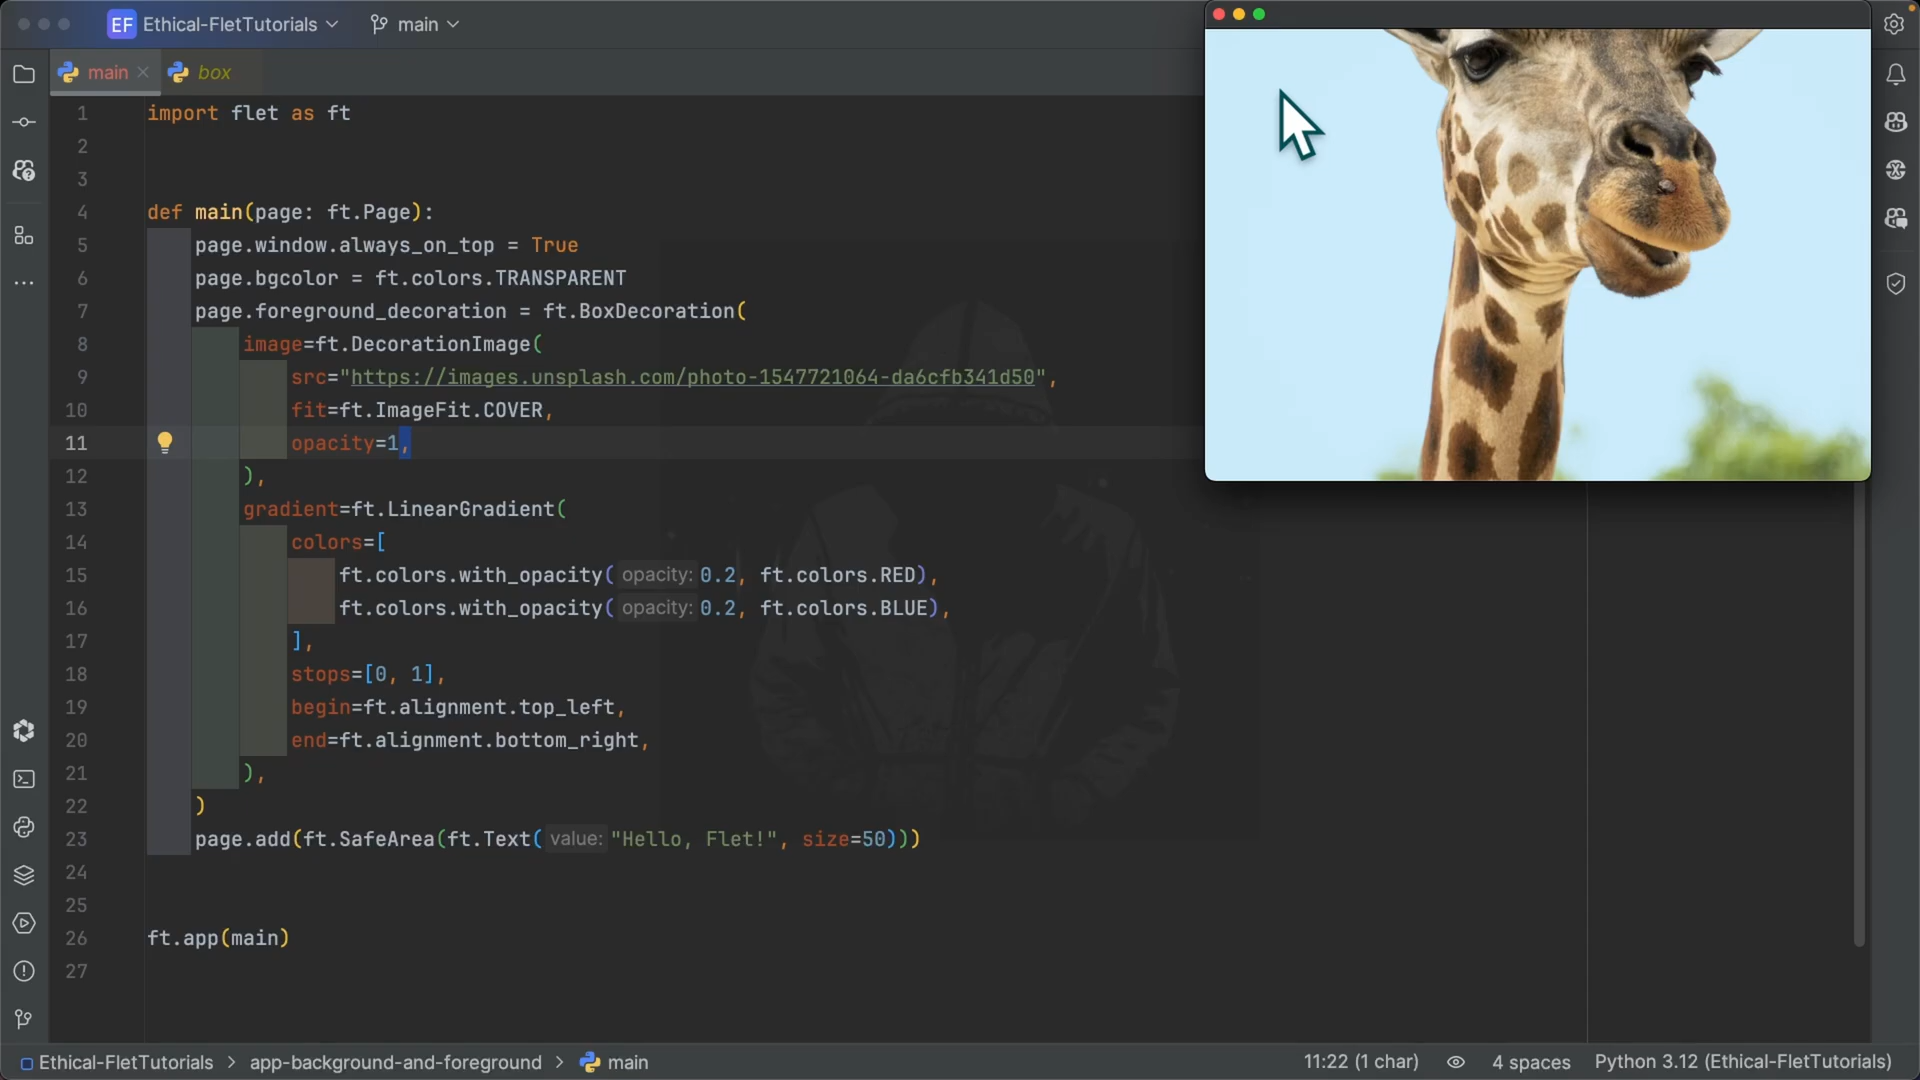 EF Ethical-FletTutorials main
main box
1 import flet as ft
2
3
4 def main(page: ft.Page):
5 page.window.always_on_top = True
6 page.bgcolor = ft.colors.TRANSPARENT
7 page.foreground_decoration = ft.BoxDecoration(
8 image=ft.DecorationImage(
9 src="https://images.unsplash.com/photo-1547721064-da6cfb341d50",
10 fit=ft.ImageFit.COVER,
11 opacity=1,
12 ),
13 gradient=ft.LinearGradient(
14 colors=[
15 ft.colors.with_opacity( opacity: 0.2, ft.colors.RED),
16 ft.colors.with_opacity( opacity: 0.2, ft.colors.BLUE),
17 ],
18 stops=[0, 1],
19 begin=ft.alignment.top_left,
20 end=ft.alignment.bottom_right,
21 ),
22 )
23 page.add(ft.SafeArea(ft.Text( value: "Hello, Flet!", size=50)))
24
25
26 ft.app(main)
27
Ethical-FletTutorials > app-background-and-foreground > main 11:22 (1 char) 4 spaces Python 3.12 (Ethical-FletTutorials)